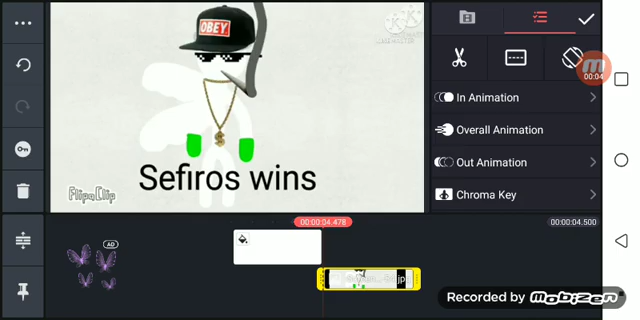 OBEY
KINEMASTER
00:04
In Animation
Overall Animation
Out Animation
Chroma Key
Sefiros wins
FlipaClip
00:00:04.478
00:00:04.500
AD
Recorded by mobizen